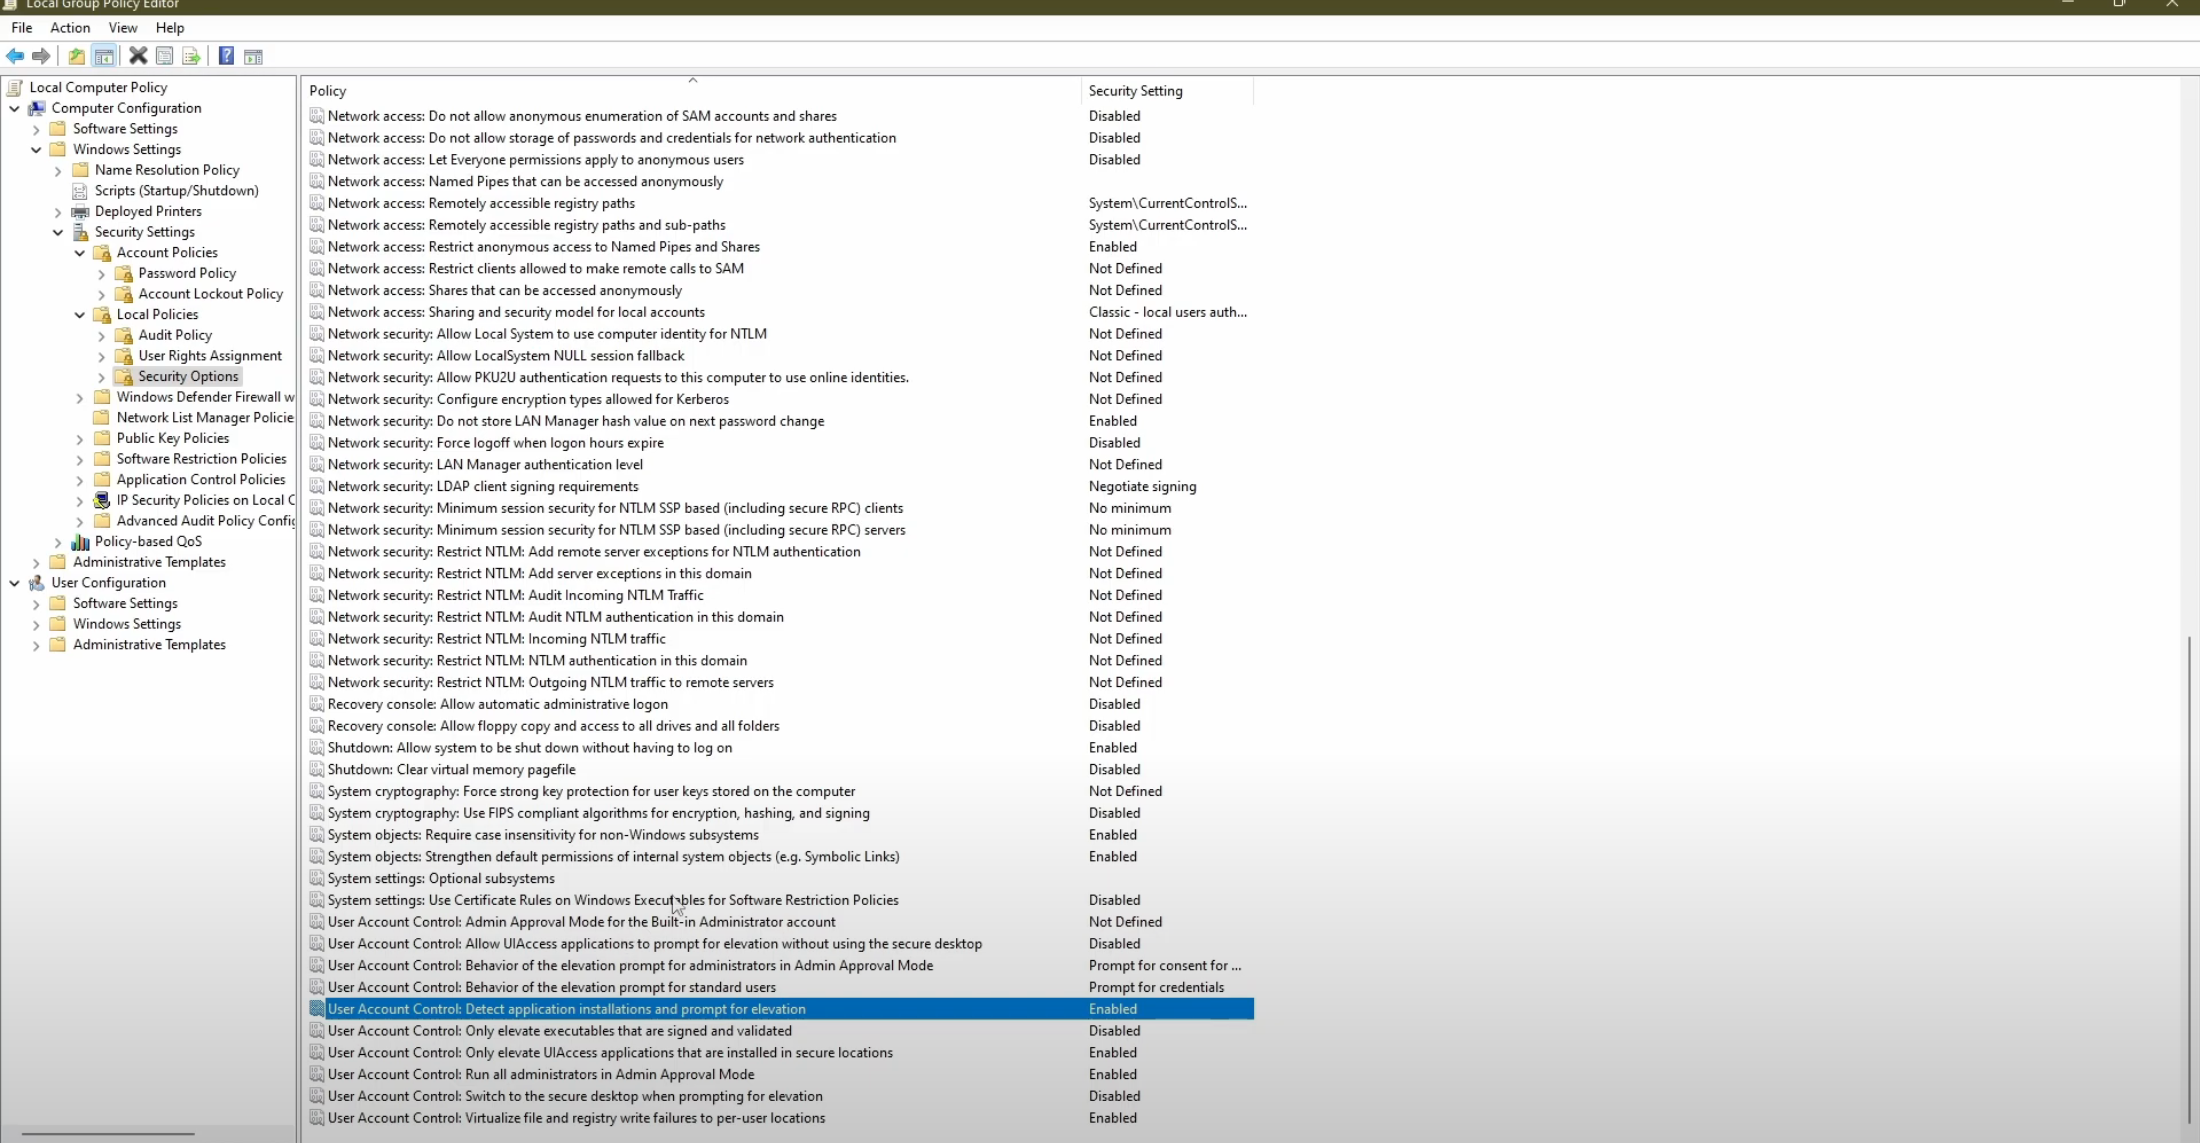 Local Group Policy Editor
File Action View Help
Local Computer Policy
Computer Configuration
Software Settings
Windows Settings
Name Resolution Policy
Scripts (Startup/Shutdown)
Deployed Printers
Security Settings
Account Policies
Password Policy
Account Lockout Policy
Local Policies
Audit Policy
User Rights Assignment
Security Options
Windows Defender Firewall w
Network List Manager Policie
Public Key Policies
Software Restriction Policies
Application Control Policies
IP Security Policies on Local C
Advanced Audit Policy Config
Policy-based QoS
Administrative Templates
User Configuration
Software Settings
Windows Settings
Administrative Templates
Policy Security Setting
Network access: Do not allow anonymous enumeration of SAM accounts and shares Disabled
Network access: Do not allow storage of passwords and credentials for network authentication Disabled
Network access: Let Everyone permissions apply to anonymous users Disabled
Network access: Named Pipes that can be accessed anonymously
Network access: Remotely accessible registry paths System\CurrentControlS...
Network access: Remotely accessible registry paths and sub-paths System\CurrentControlS...
Network access: Restrict anonymous access to Named Pipes and Shares Enabled
Network access: Restrict clients allowed to make remote calls to SAM Not Defined
Network access: Shares that can be accessed anonymously Not Defined
Network access: Sharing and security model for local accounts Classic - local users auth...
Network security: Allow Local System to use computer identity for NTLM Not Defined
Network security: Allow LocalSystem NULL session fallback Not Defined
Network security: Allow PKU2U authentication requests to this computer to use online identities. Not Defined
Network security: Configure encryption types allowed for Kerberos Not Defined
Network security: Do not store LAN Manager hash value on next password change Enabled
Network security: Force logoff when logon hours expire Disabled
Network security: LAN Manager authentication level Not Defined
Network security: LDAP client signing requirements Negotiate signing
Network security: Minimum session security for NTLM SSP based (including secure RPC) clients No minimum
Network security: Minimum session security for NTLM SSP based (including secure RPC) servers No minimum
Network security: Restrict NTLM: Add remote server exceptions for NTLM authentication Not Defined
Network security: Restrict NTLM: Add server exceptions in this domain Not Defined
Network security: Restrict NTLM: Audit Incoming NTLM Traffic Not Defined
Network security: Restrict NTLM: Audit NTLM authentication in this domain Not Defined
Network security: Restrict NTLM: Incoming NTLM traffic Not Defined
Network security: Restrict NTLM: NTLM authentication in this domain Not Defined
Network security: Restrict NTLM: Outgoing NTLM traffic to remote servers Not Defined
Recovery console: Allow automatic administrative logon Disabled
Recovery console: Allow floppy copy and access to all drives and all folders Disabled
Shutdown: Allow system to be shut down without having to log on Enabled
Shutdown: Clear virtual memory pagefile Disabled
System cryptography: Force strong key protection for user keys stored on the computer Not Defined
System cryptography: Use FIPS compliant algorithms for encryption, hashing, and signing Disabled
System objects: Require case insensitivity for non-Windows subsystems Enabled
System objects: Strengthen default permissions of internal system objects (e.g. Symbolic Links) Enabled
System settings: Optional subsystems
System settings: Use Certificate Rules on Windows Executables for Software Restriction Policies Disabled
User Account Control: Admin Approval Mode for the Built-in Administrator account Not Defined
User Account Control: Allow UIAccess applications to prompt for elevation without using the secure desktop Disabled
User Account Control: Behavior of the elevation prompt for administrators in Admin Approval Mode Prompt for consent for ...
User Account Control: Behavior of the elevation prompt for standard users Prompt for credentials
User Account Control: Detect application installations and prompt for elevation Enabled
User Account Control: Only elevate executables that are signed and validated Disabled
User Account Control: Only elevate UIAccess applications that are installed in secure locations Enabled
User Account Control: Run all administrators in Admin Approval Mode Enabled
User Account Control: Switch to the secure desktop when prompting for elevation Disabled
User Account Control: Virtualize file and registry write failures to per-user locations Enabled